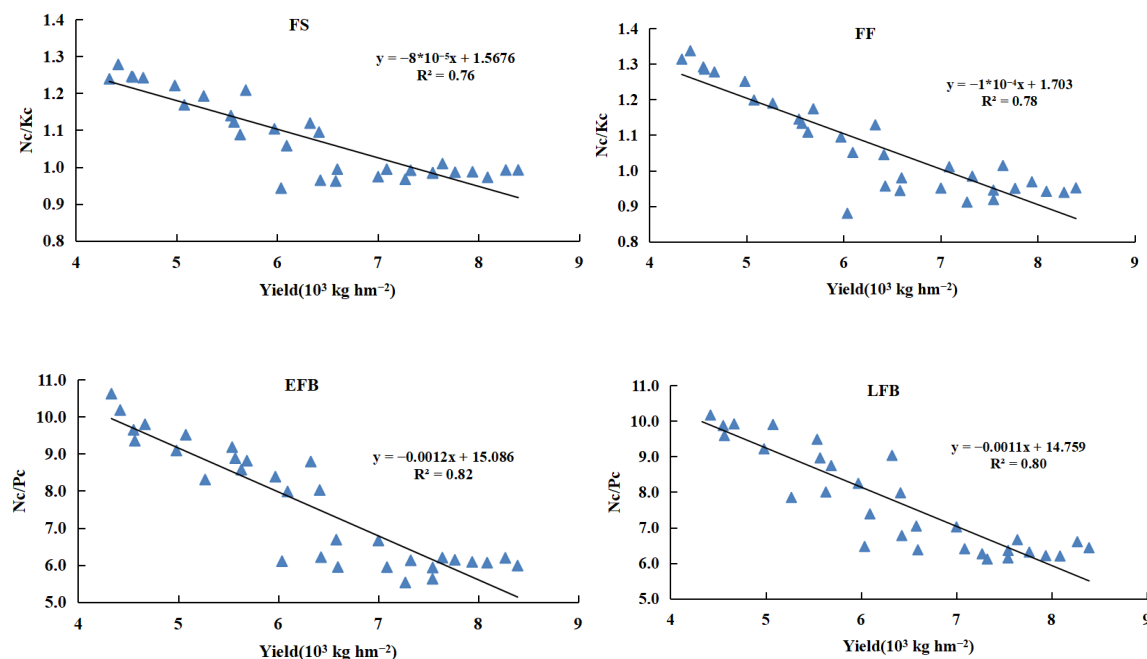 FS
y = −8*10⁻⁵x + 1.5676
R² = 0.76
Nc/Kc
1.4
1.3
1.2
1.1
1.0
0.9
0.8
4 5 6 7 8 9
Yield(10³ kg hm⁻²)
FF
y = −1*10⁻⁴x + 1.703
R² = 0.78
Nc/Kc
1.4
1.3
1.2
1.1
1.0
0.9
0.8
4 5 6 7 8 9
Yield(10³ kg hm⁻²)
EFB
y = −0.0012x + 15.086
R² = 0.82
Nc/Pc
11.0
10.0
9.0
8.0
7.0
6.0
5.0
4 5 6 7 8 9
Yield(10³ kg hm⁻²)
LFB
y = −0.0011x + 14.759
R² = 0.80
Nc/Pc
11.0
10.0
9.0
8.0
7.0
6.0
5.0
4 5 6 7 8 9
Yield(10³ kg hm⁻²)